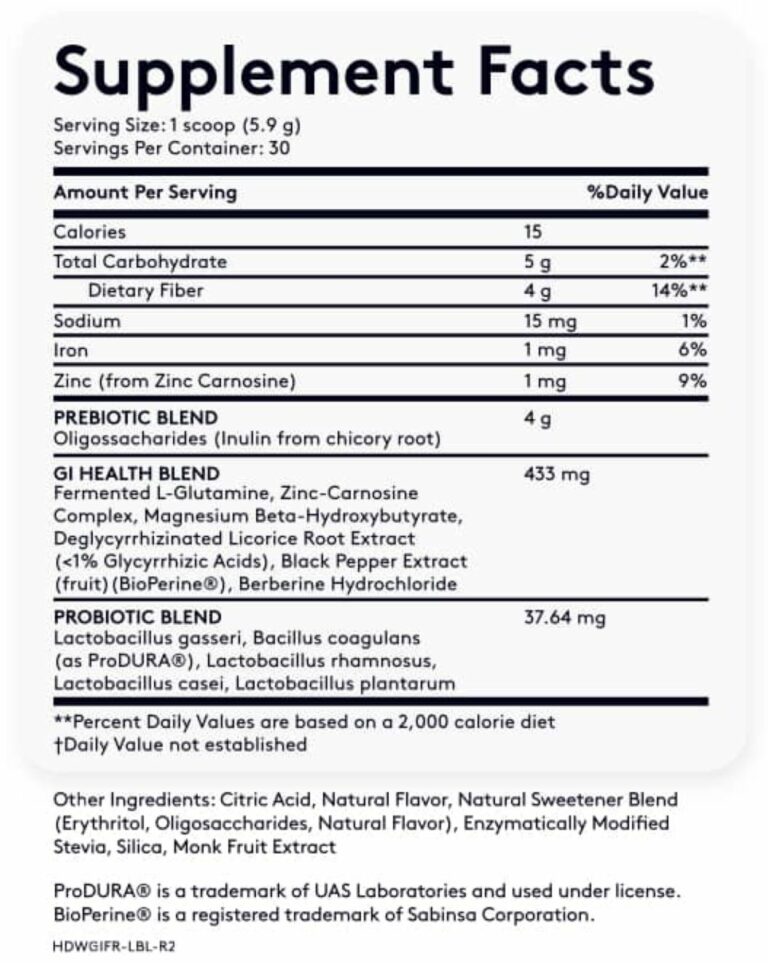 Supplement Facts
Serving Size: 1 scoop (5.9 g)
Servings Per Container: 30
Amount Per Serving %Daily Value
Calories 15
Total Carbohydrate 5 g 2%**
Dietary Fiber 4 g 14%**
Sodium 15 mg 1%
Iron 1 mg 6%
Zinc (from Zinc Carnosine) 1 mg 9%
PREBIOTIC BLEND 4 g
Oligossacharides (Inulin from chicory root)
GI HEALTH BLEND 433 mg
Fermented L-Glutamine, Zinc-Carnosine
Complex, Magnesium Beta-Hydroxybutyrate,
Deglycyrrhizinated Licorice Root Extract
(<1% Glycyrrhizic Acids), Black Pepper Extract
(fruit) (BioPerine®), Berberine Hydrochloride
PROBIOTIC BLEND 37.64 mg
Lactobacillus gasseri, Bacillus coagulans
(as ProDURA®), Lactobacillus rhamnosus,
Lactobacillus casei, Lactobacillus plantarum
**Percent Daily Values are based on a 2,000 calorie diet
†Daily Value not established
Other Ingredients: Citric Acid, Natural Flavor, Natural Sweetener Blend
(Erythritol, Oligosaccharides, Natural Flavor), Enzymatically Modified
Stevia, Silica, Monk Fruit Extract
ProDURA® is a trademark of UAS Laboratories and used under license.
BioPerine® is a registered trademark of Sabinsa Corporation.
HDWGIFR-LBL-R2